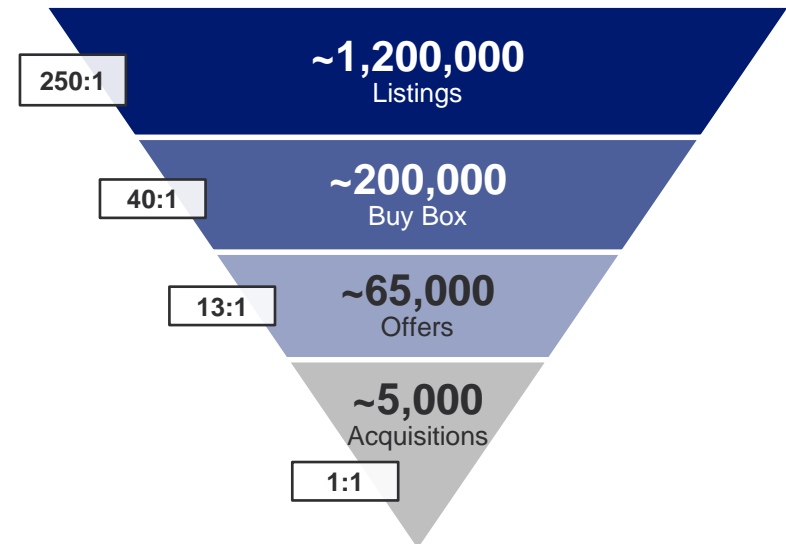 250:1
~1,200,000
Listings
40:1
~200,000
Buy Box
13:1
~65,000
Offers
~5,000
Acquisitions
1:1